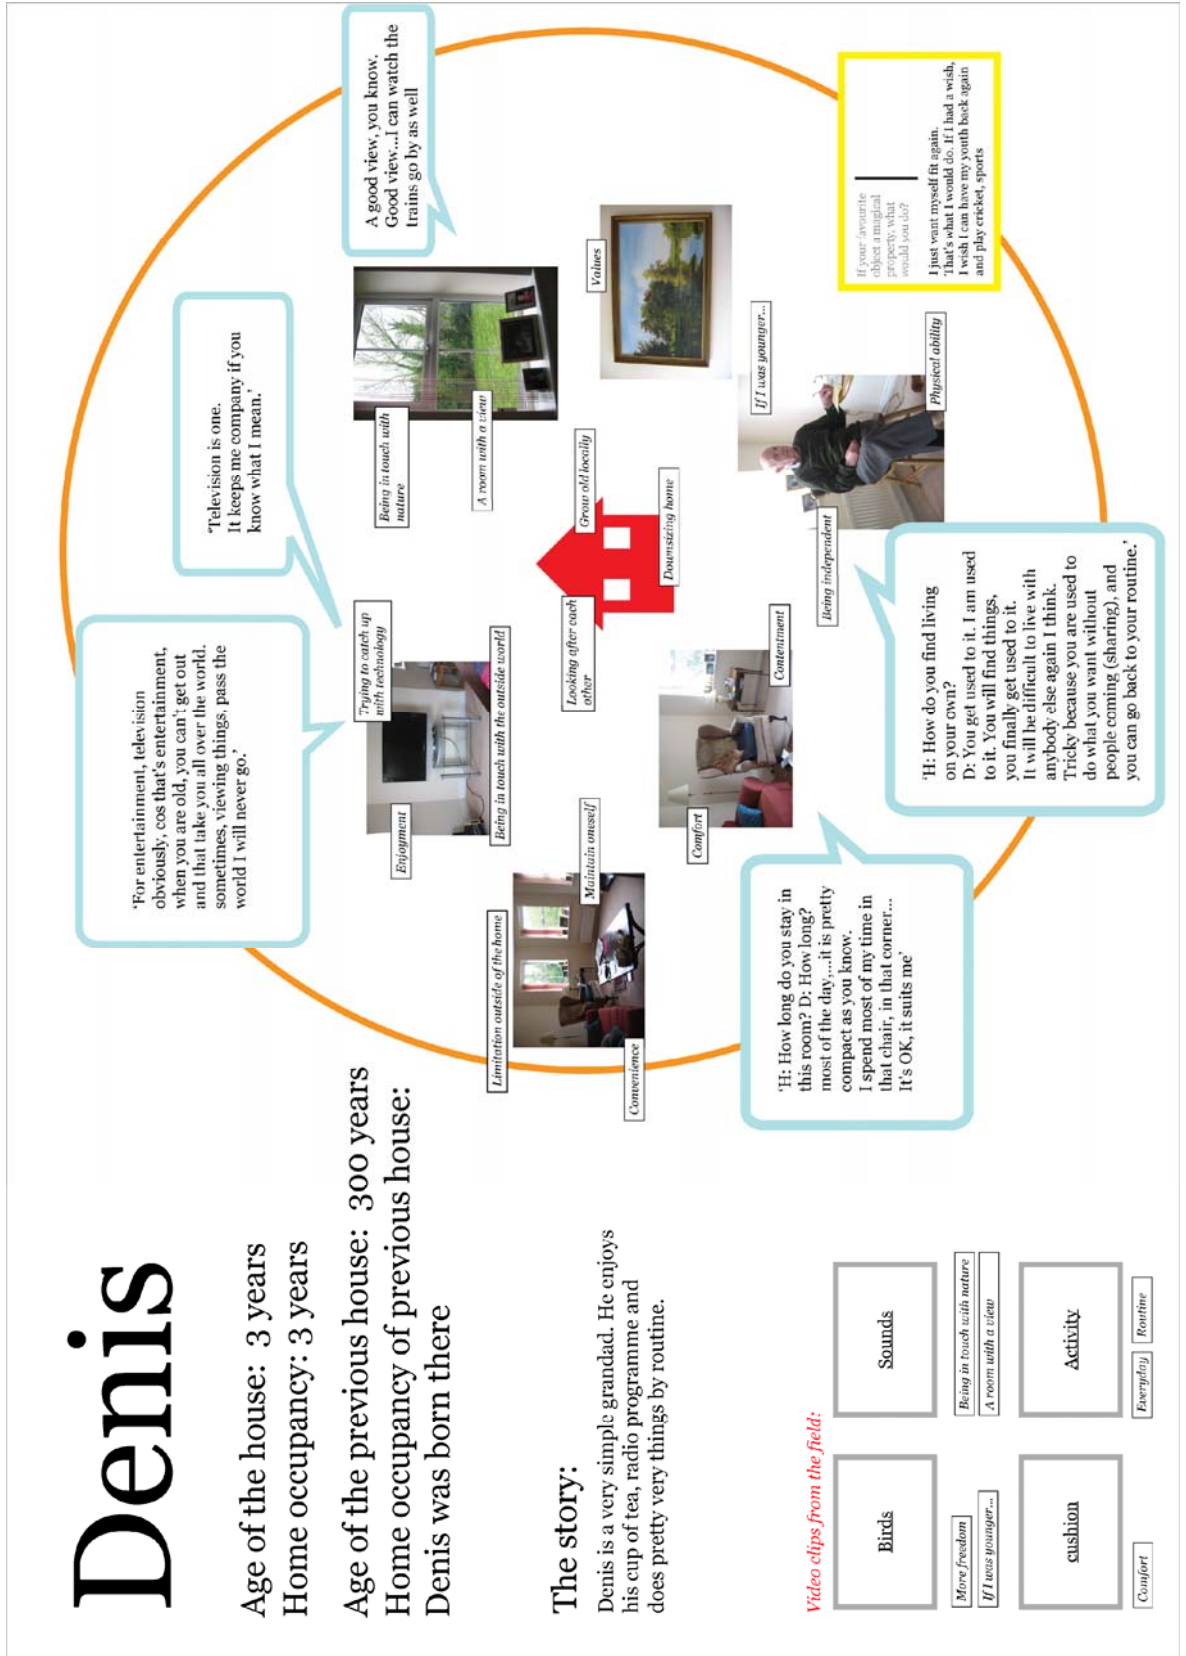 Denis
Age of the house:  3 years
Home occupancy: 3 years
Age of the previous house:  300 years
Home occupancy of previous house:
Denis was born there
The story:
Denis is a very simple grandad. He enjoys
his cup of tea, radio programme and
does pretty very things by routine.
Video clips from the field:
Birds
More freedom
If I was younger...
Sounds
Being in touch with nature
A room with a view
cushion
Comfort
Activity
Everyday
Routine
'For entertainment, television
obviously, cos that's entertainment,
when you are old, you can't get out
and that take you all over the world.
sometimes, viewing things, pass the
world I will never go.'
'Television is one.
It keeps me company if you
know what I mean.'
A good view, you know.
Good view...I can watch the
trains go by as well
Enjoyment
Trying to catch up
with technology
Being in touch with the outside world
Being in touch with
nature
A room with a view
Limitation outside of the home
Maintain oneself
Convenience
Looking after each
other
Grow old locally
Downsizing home
Values
Comfort
Contentment
If I was younger...
Being independent
Physical ability
'H: How long do you stay in
this room? D: How long?
most of the day,...it is pretty
compact as you know.
I spend most of my time in
that chair, in that corner...
It's OK, it suits me'
'H: How do you find living
on your own?
D: You get used to it. I am used
to it. You will find things,
you finally get used to it.
It will be difficult to live with
anybody else again I think.
Tricky because you are used to
do what you want without
people coming (sharing), and
you can go back to your routine.'
If your favourite
object a magical
property, what
would you do?
I just want myself fit again.
That's what I would do. If I had a wish,
I wish I can have my youth back again
and play cricket, sports